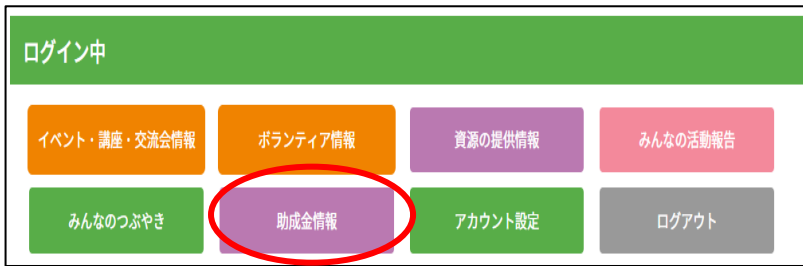 ログイン中
イベント・講座・交流会情報
ボランティア情報
資源の提供情報
みんなの活動報告
みんなのつぶやき
助成金情報
アカウント設定
ログアウト